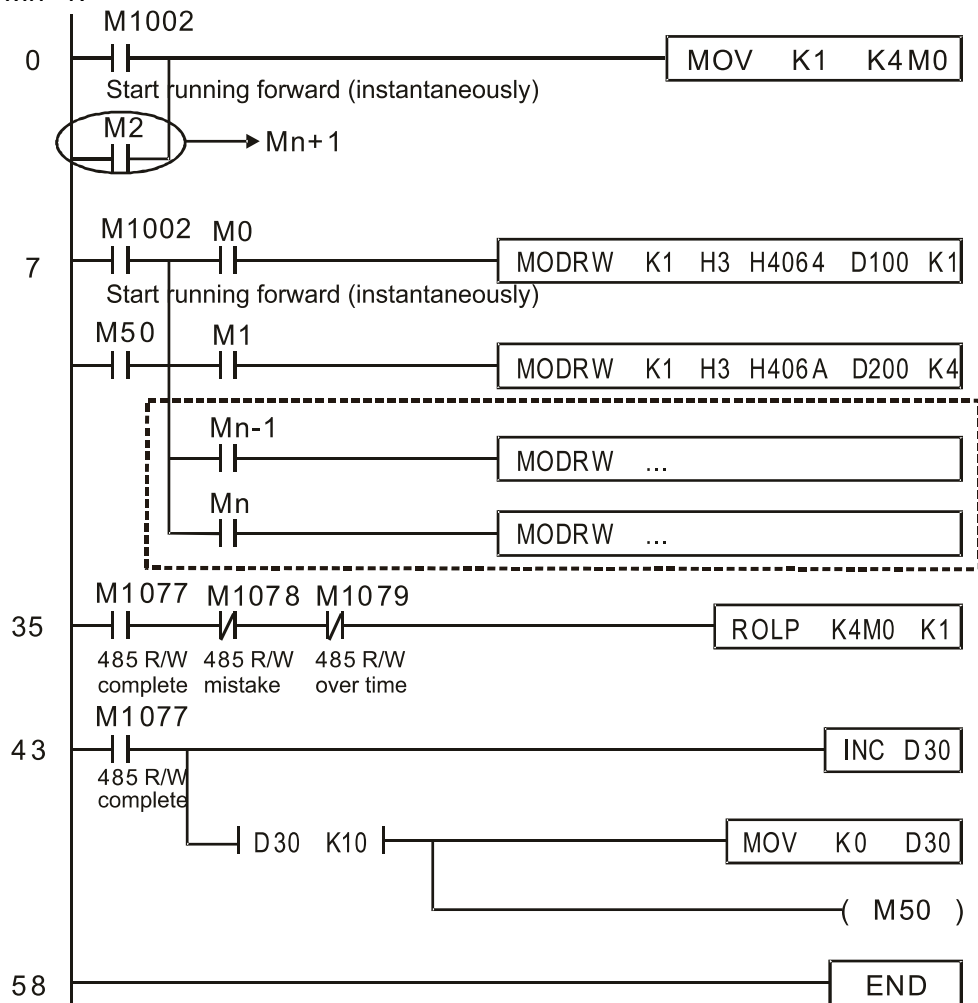 M1002
0 MOV K1 K4M0
Start running forward (instantaneously)
M2
Mn+1
M1002 M0
7 MODRW K1 H3 H4064 D100 K1
Start running forward (instantaneously)
M50 M1
MODRW K1 H3 H406A D200 K4
Mn-1
MODRW ...
Mn
MODRW ...
M1077 M1078 M1079
35 ROLP K4M0 K1
485 R/W 485 R/W 485 R/W
complete mistake over time
M1077
43 INC D30
485 R/W
complete
D30 K10 MOV K0 D30
( M50 )
58 END